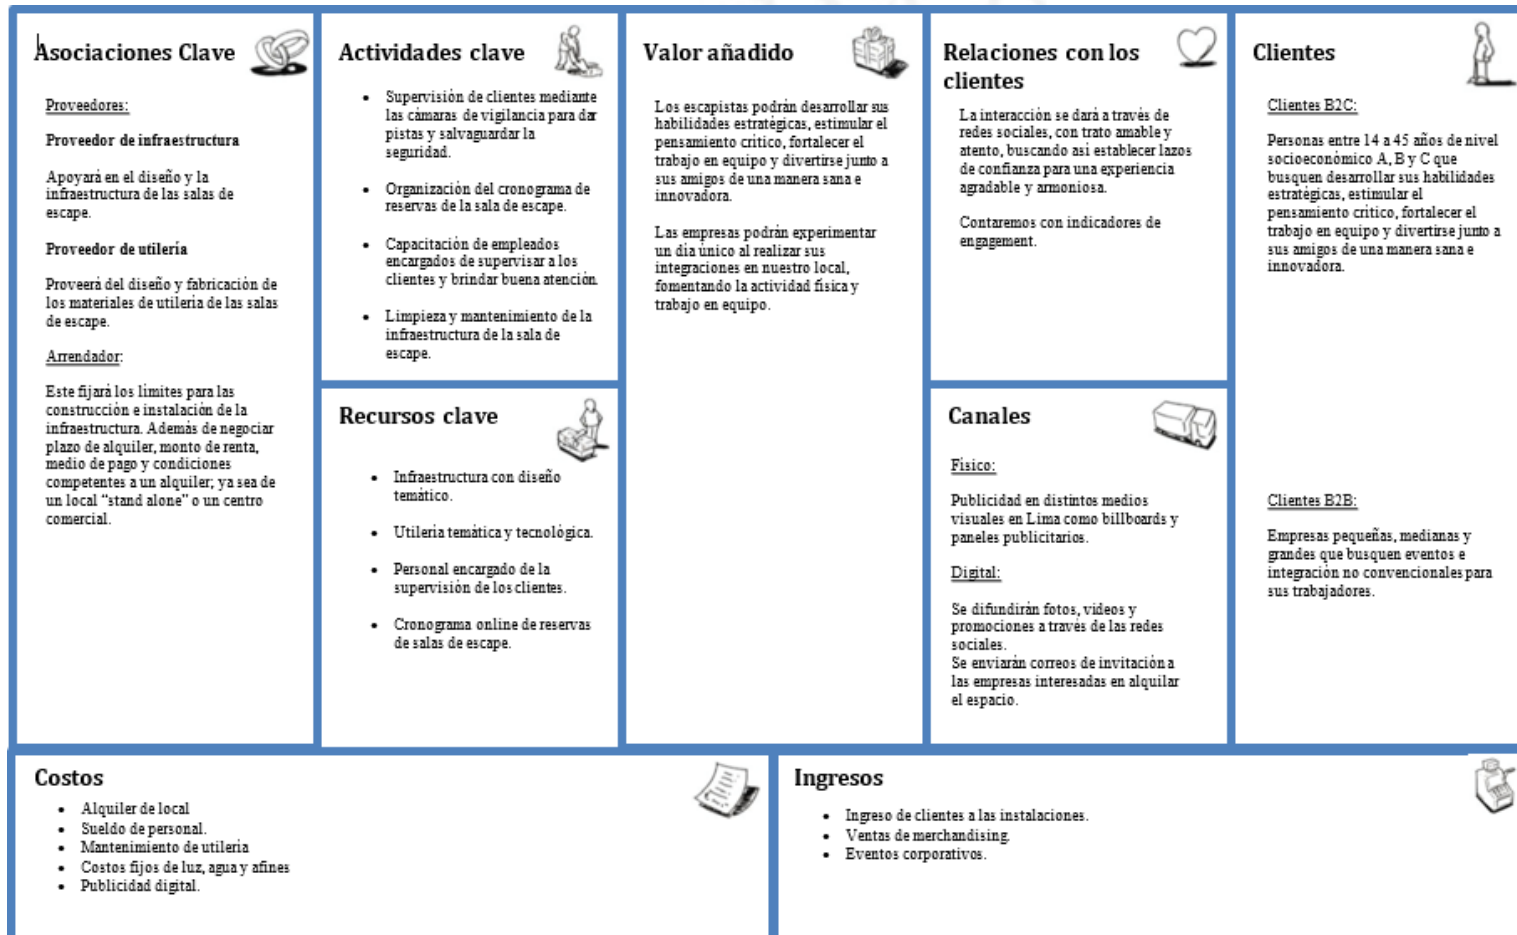 Asociaciones Clave
Proveedores:
Proveedor de infraestructura
Apoyará en el diseño y la
infraestructura de las salas de
escape.
Proveedor de utilería
Proveerá del diseño y fabricación de
los materiales de utilería de las salas
de escape.
Arrendador:
Este fijará los límites para las
construcción e instalación de la
infraestructura. Además de negociar
plazo de alquiler, monto de renta,
medio de pago y condiciones
competentes a un alquiler; ya sea de
un local “stand alone” o un centro
comercial.
Actividades clave
• Supervisión de clientes mediante
las cámaras de vigilancia para dar
pistas y salvaguardar la
seguridad.
• Organización del cronograma de
reservas de la sala de escape.
• Capacitación de empleados
encargados de supervisar a los
clientes y brindar buena atención.
• Limpieza y mantenimiento de la
infraestructura de la sala de
escape.
Recursos clave
• Infraestructura con diseño
temático.
• Utilería temática y tecnológica.
• Personal encargado de la
supervisión de los clientes.
• Cronograma online de reservas
de salas de escape.
Valor añadido
Los escapistas podrán desarrollar sus
habilidades estratégicas, estimular el
pensamiento crítico, fortalecer el
trabajo en equipo y divertirse junto a
sus amigos de una manera sana e
innovadora.
Las empresas podrán experimentar
un día único al realizar sus
integraciones en nuestro local,
fomentando la actividad física y
trabajo en equipo.
Relaciones con los
clientes
La interacción se dará a través de
redes sociales, con trato amable y
atento, buscando así establecer lazos
de confianza para una experiencia
agradable y armoniosa.
Contaremos con indicadores de
engagement.
Canales
Físico:
Publicidad en distintos medios
visuales en Lima como billboards y
paneles publicitarios.
Digital:
Se difundirán fotos, videos y
promociones a través de las redes
sociales.
Se enviarán correos de invitación a
las empresas interesadas en alquilar
el espacio.
Clientes
Clientes B2C:
Personas entre 14 a 45 años de nivel
socioeconómico A, B y C que
busquen desarrollar sus habilidades
estratégicas, estimular el
pensamiento crítico, fortalecer el
trabajo en equipo y divertirse junto a
sus amigos de una manera sana e
innovadora.
Clientes B2B:
Empresas pequeñas, medianas y
grandes que busquen eventos e
integración no convencionales para
sus trabajadores.
Costos
• Alquiler de local
• Sueldo de personal.
• Mantenimiento de utilería
• Costos fijos de luz, agua y afines
• Publicidad digital.
Ingresos
• Ingreso de clientes a las instalaciones.
• Ventas de merchandising.
• Eventos corporativos.